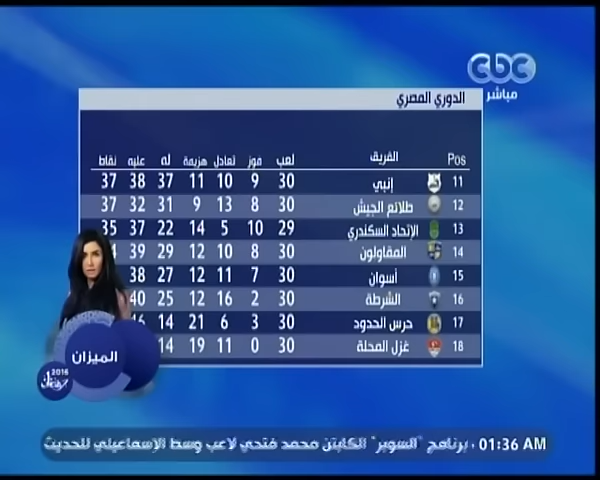 cbc
مباشر
الدوري المصري
Pos الفريق لعب فوز تعادل هزيمة له عليه نقاط
11 إنبي 30 9 10 11 37 38 37
12 طلائع الجيش 30 8 13 9 31 32 37
13 الإتحاد السكندري 29 10 5 14 22 37 35
14 المقاولون 30 8 10 12 29 39
15 أسوان 30 7 11 12 27 38
16 الشرطة 30 2 16 12 25 40
17 حرس الحدود 30 3 6 21 14
18 غزل المحلة 30 0 11 19 14
الميزان
2016
01:36 AM برنامج "السوبر" الكابتن محمد فتحي لاعب وسط الإسماعيلي للحديث